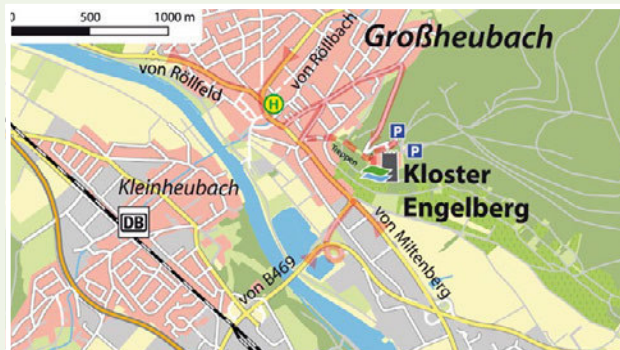 0 500 1000 m
Großheubach
von Röllbach
von Röllfeld
H
P
Treppen
P
Kloster
Engelberg
Kleinheubach
DB
von Miltenberg
von B469